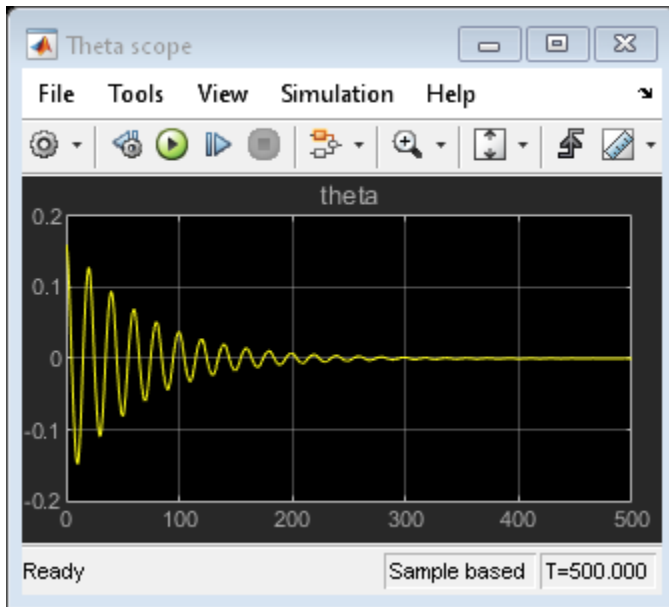 Theta scope
File Tools View Simulation Help
theta
0.2
0.1
0
-0.1
-0.2
0 100 200 300 400 500
Ready Sample based T=500.000